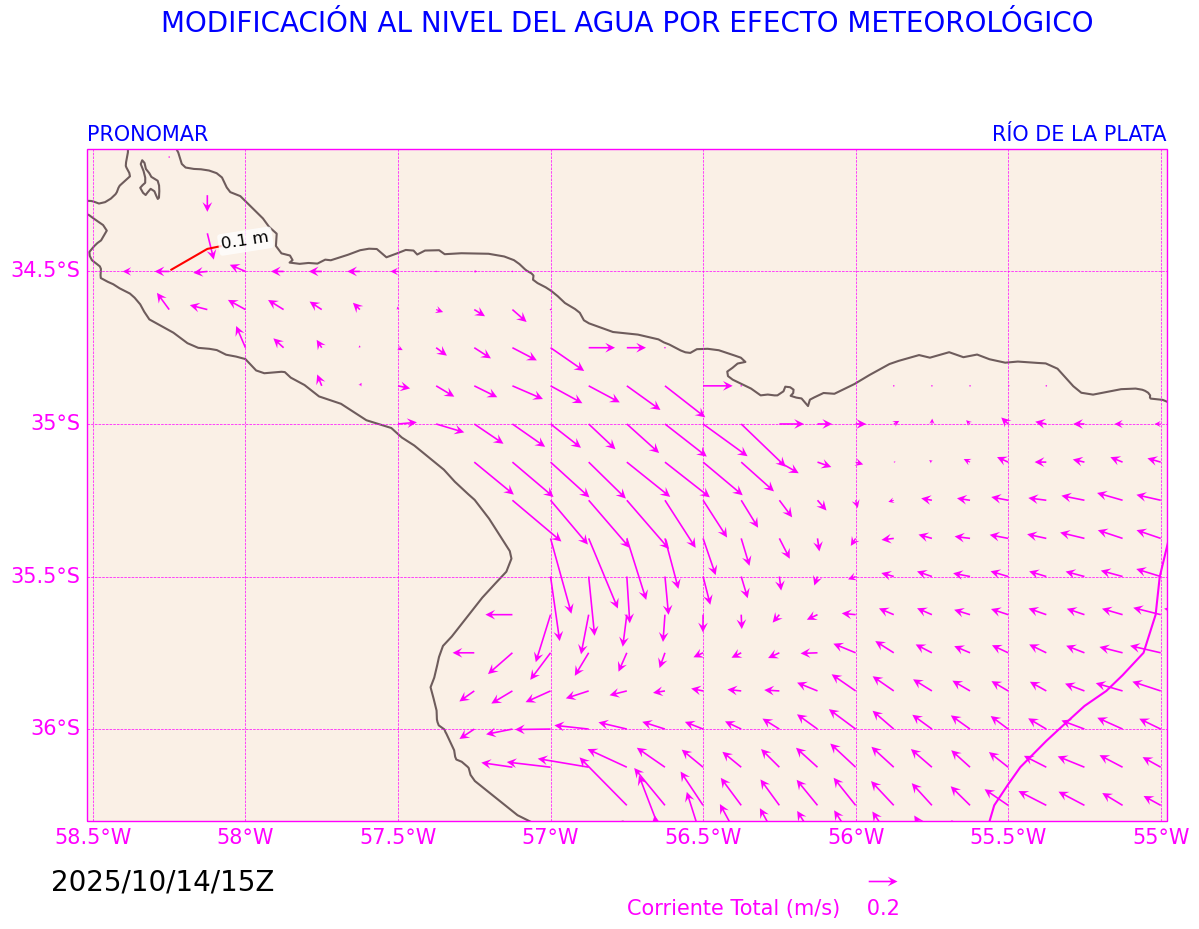 MODIFICACIÓN AL NIVEL DEL AGUA POR EFECTO METEOROLÓGICO
PRONOMAR
RÍO DE LA PLATA
0.1 m
34.5°S
35°S
35.5°S
36°S
58.5°W
58°W
57.5°W
57°W
56.5°W
56°W
55.5°W
55°W
2025/10/14/15Z
Corriente Total (m/s)
0.2